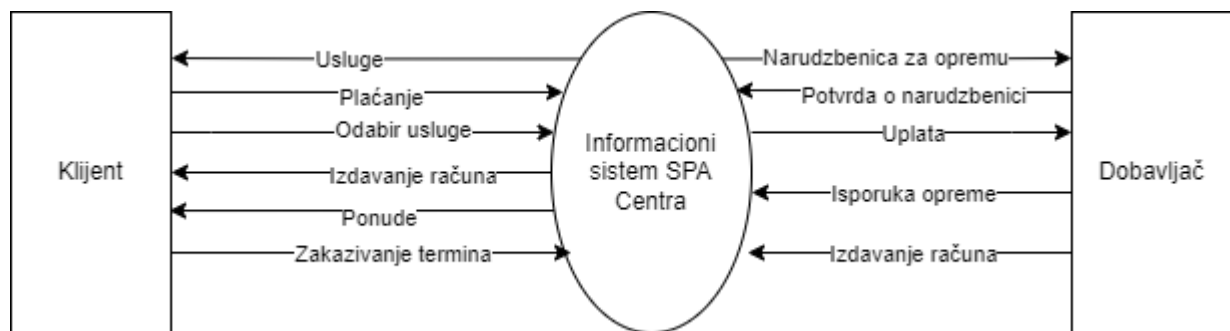 Usluge
Narudzbenica za opremu
Plaćanje
Potvrda o narudzbenici
Odabir usluge
Uplata
Klijent
Informacioni
sistem SPA
Centra
Dobavljač
Izdavanje računa
Isporuka opreme
Ponude
Zakazivanje termina
Izdavanje računa